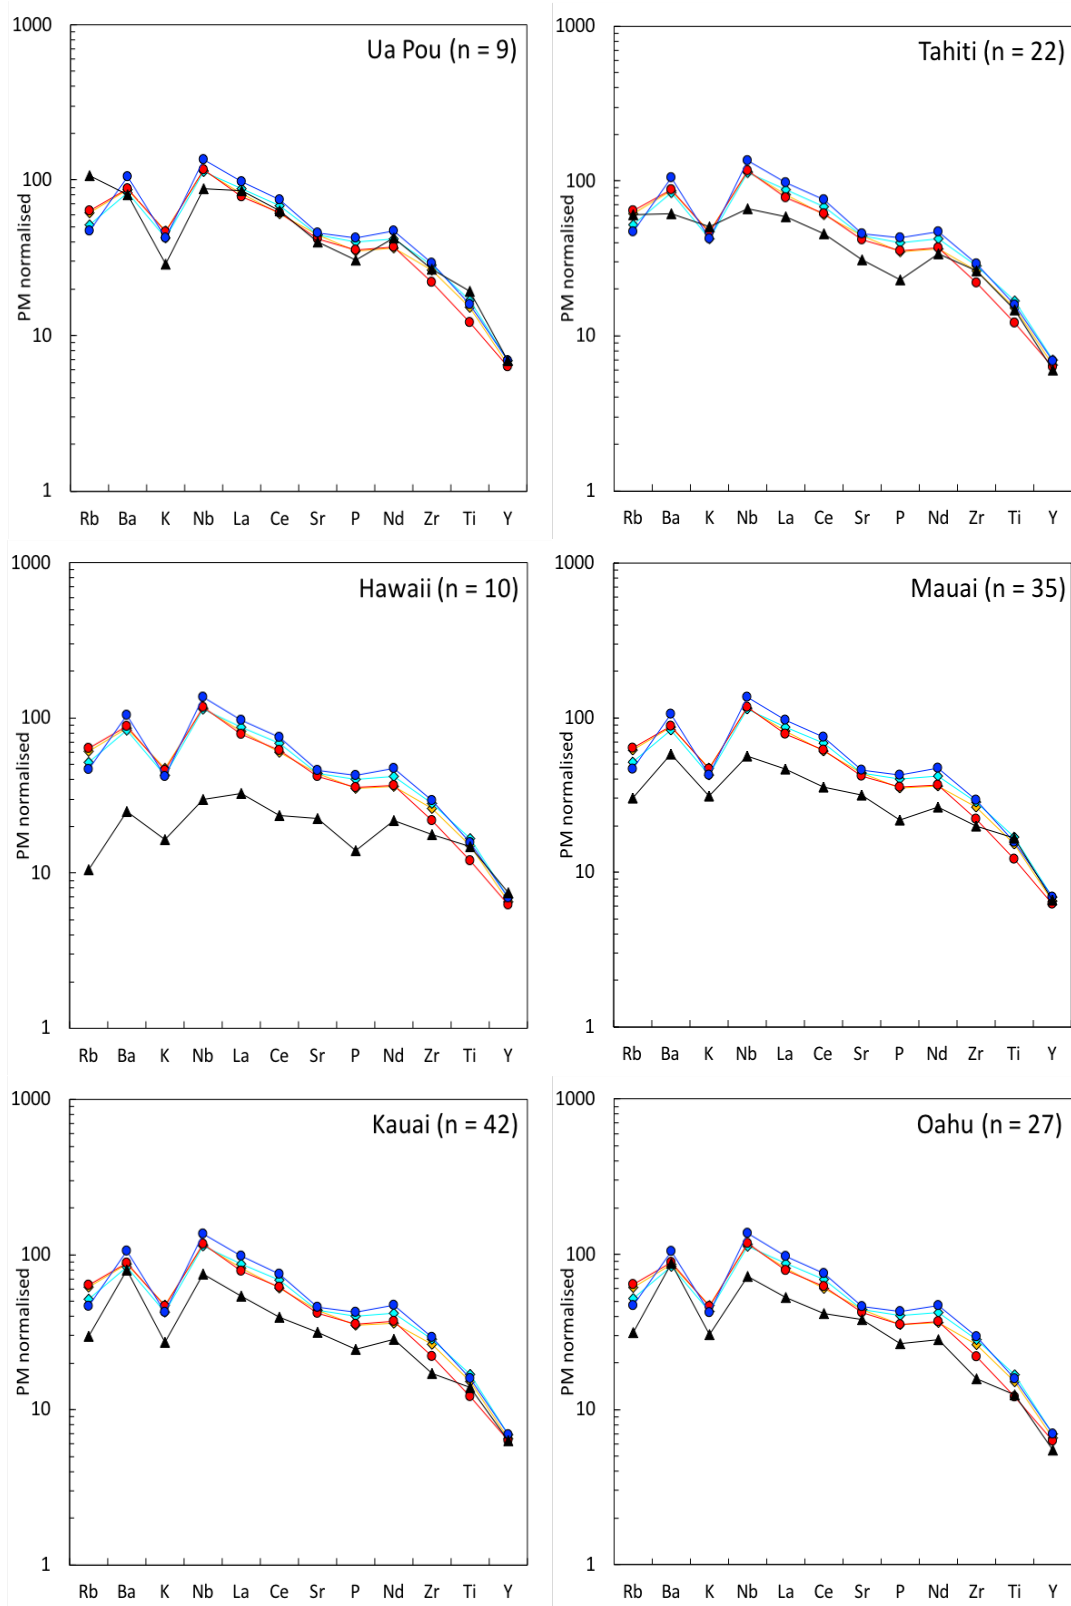 Ua Pou (n = 9)
1000
100
10
1
PM normalised
Rb Ba K Nb La Ce Sr P Nd Zr Ti Y
Tahiti (n = 22)
1000
100
10
1
PM normalised
Rb Ba K Nb La Ce Sr P Nd Zr Ti Y
Hawaii (n = 10)
1000
100
10
1
PM normalised
Rb Ba K Nb La Ce Sr P Nd Zr Ti Y
Mauai (n = 35)
1000
100
10
1
PM normalised
Rb Ba K Nb La Ce Sr P Nd Zr Ti Y
Kauai (n = 42)
1000
100
10
1
PM normalised
Rb Ba K Nb La Ce Sr P Nd Zr Ti Y
Oahu (n = 27)
1000
100
10
1
PM normalised
Rb Ba K Nb La Ce Sr P Nd Zr Ti Y